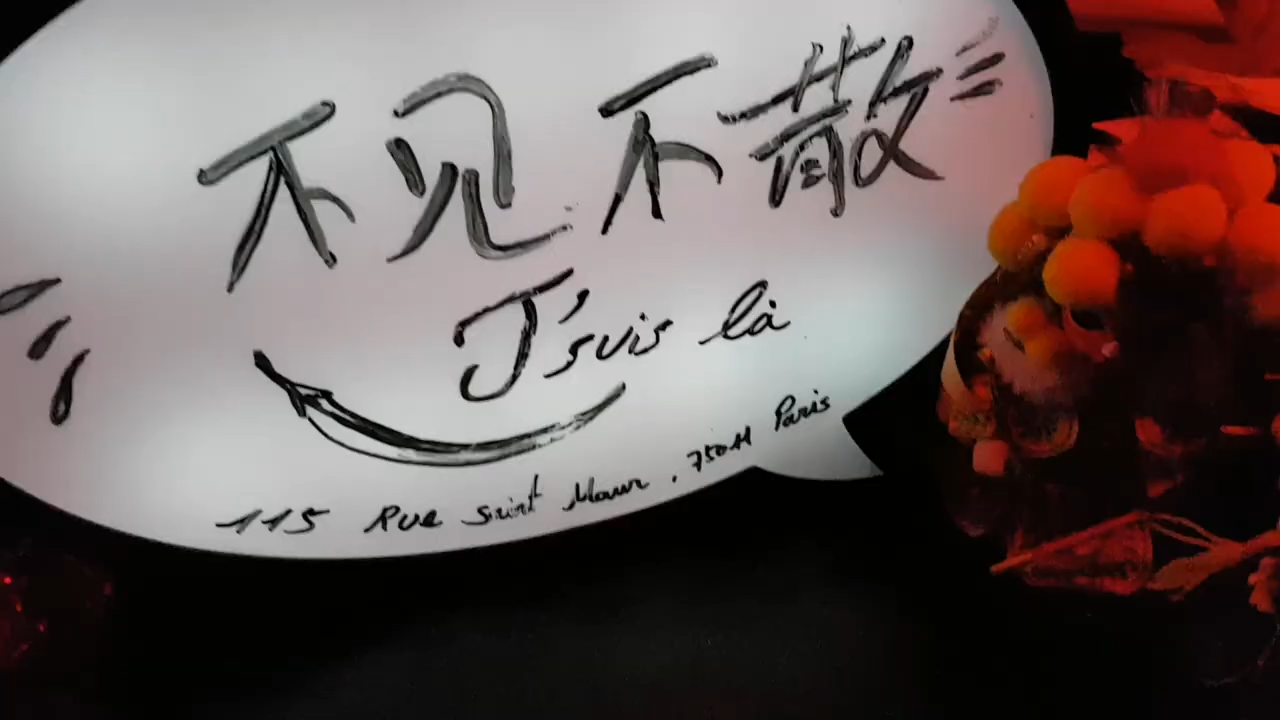 不见不散
J'suis là
115 Rue Saint Maur, 75011 Paris